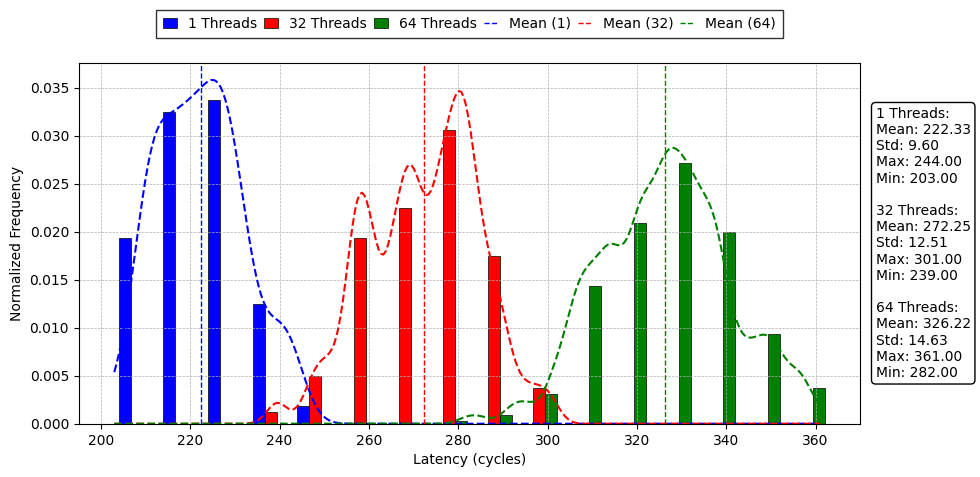 1 Threads 32 Threads 64 Threads Mean (1) Mean (32) Mean (64)
0.035
0.030
0.025
0.020
0.015
0.010
0.005
0.000
Normalized Frequency
200 220 240 260 280 300 320 340 360
Latency (cycles)
1 Threads:
Mean: 222.33
Std: 9.60
Max: 244.00
Min: 203.00
32 Threads:
Mean: 272.25
Std: 12.51
Max: 301.00
Min: 239.00
64 Threads:
Mean: 326.22
Std: 14.63
Max: 361.00
Min: 282.00